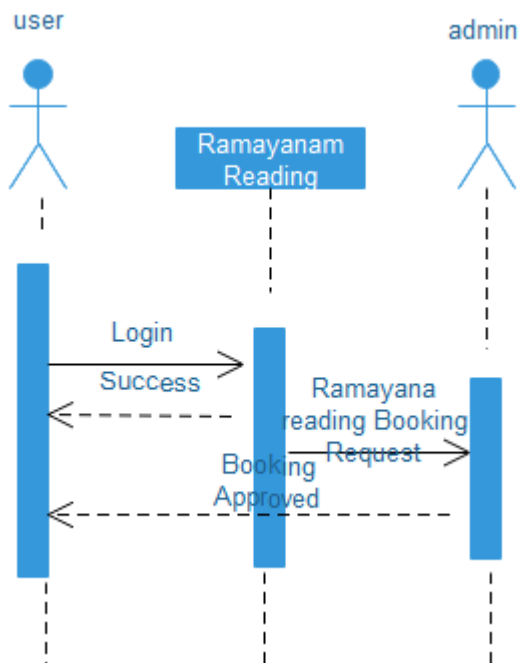 user
admin
Ramayanam
Reading
Login
Success
Ramayana
reading Booking
Request
Booking
Approved